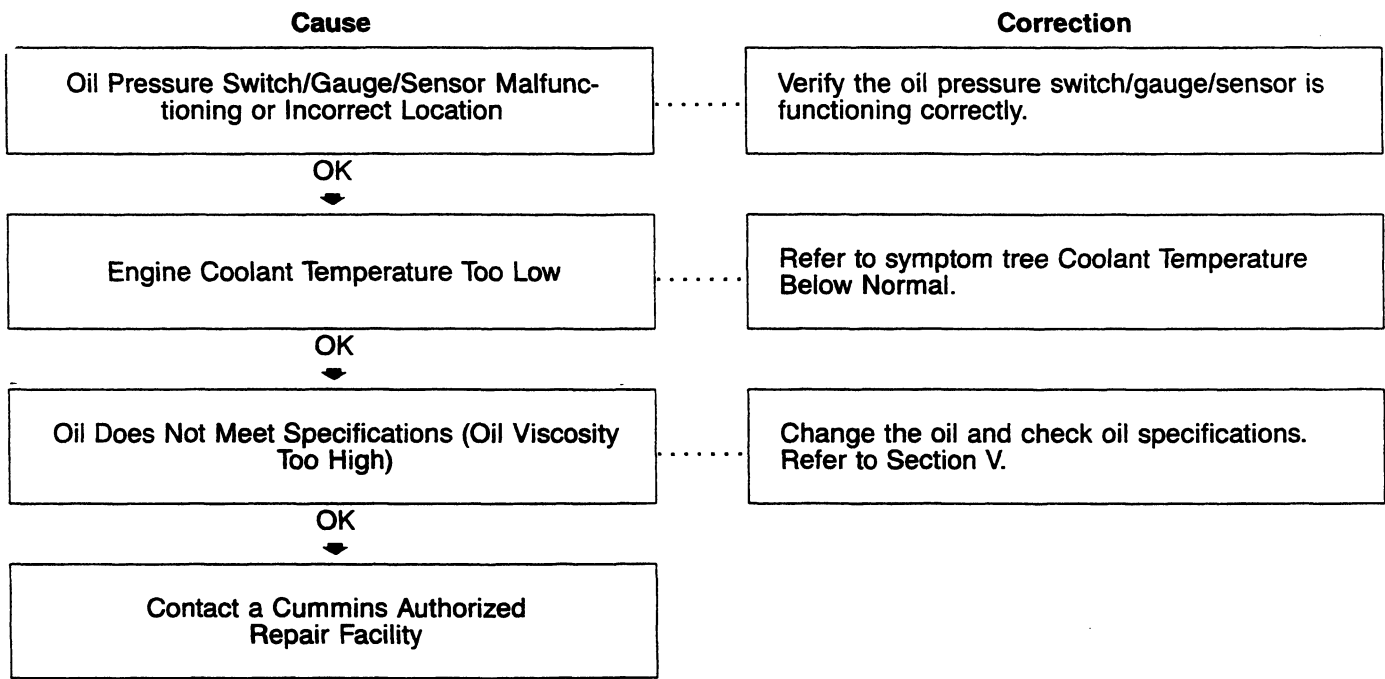 Cause
Correction
Oil Pressure Switch/Gauge/Sensor Malfunc-
tioning or Incorrect Location
Verify the oil pressure switch/gauge/sensor is
functioning correctly.
OK
Engine Coolant Temperature Too Low
Refer to symptom tree Coolant Temperature
Below Normal.
OK
Oil Does Not Meet Specifications (Oil Viscosity
Too High)
Change the oil and check oil specifications.
Refer to Section V.
OK
Contact a Cummins Authorized
Repair Facility